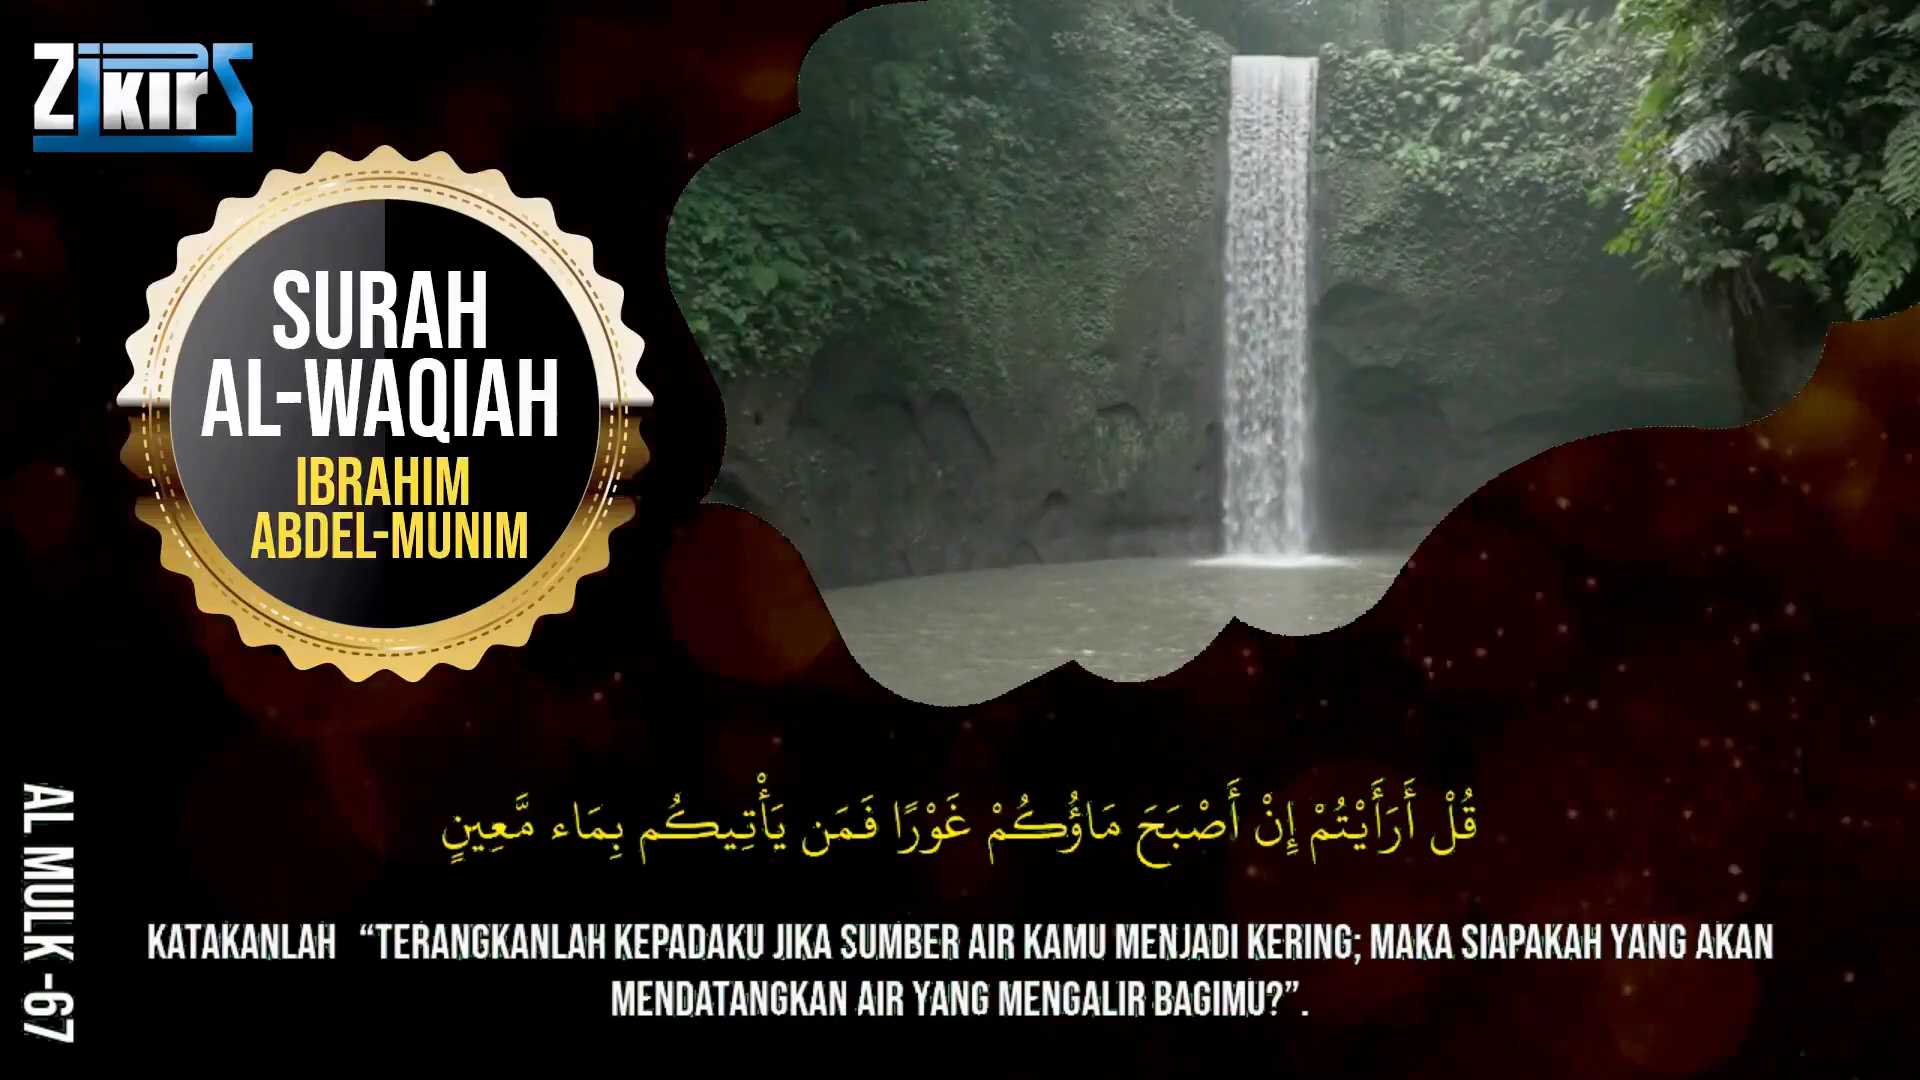 ZikirS
SURAH
AL-WAQIAH
IBRAHIM
ABDEL-MUNIM
AL MULK -67
قُلْ أَرَأَيْتُمْ إِنْ أَصْبَحَ مَاؤُكُمْ غَوْرًا فَمَن يَأْتِيكُم بِمَاء مَّعِينٍ
KATAKANLAH “TERANGKANLAH KEPADAKU JIKA SUMBER AIR KAMU MENJADI KERING; MAKA SIAPAKAH YANG AKAN
MENDATANGKAN AIR YANG MENGALIR BAGIMU?”.